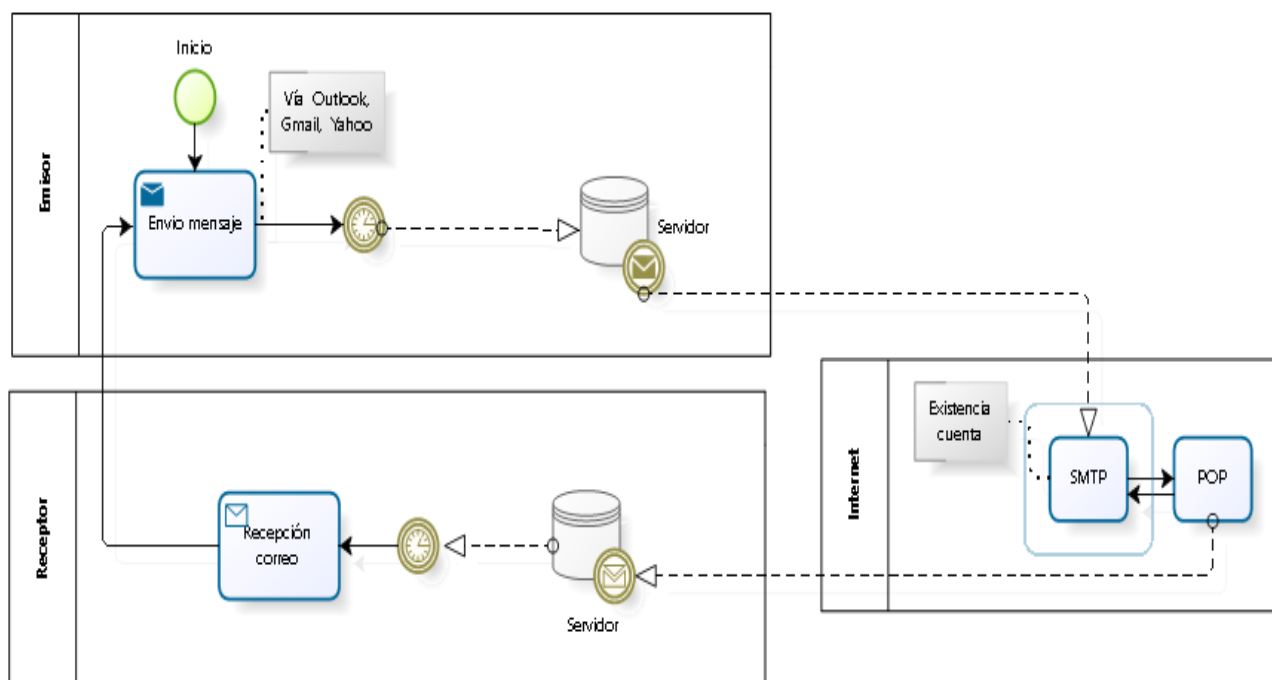 Emisor
Inicio
Vía Outlook,
Gmail, Yahoo
Envio mensaje
Servidor
Internet
Existencia
cuenta
SMTP
POP
Receptor
Recepción
correo
Servidor